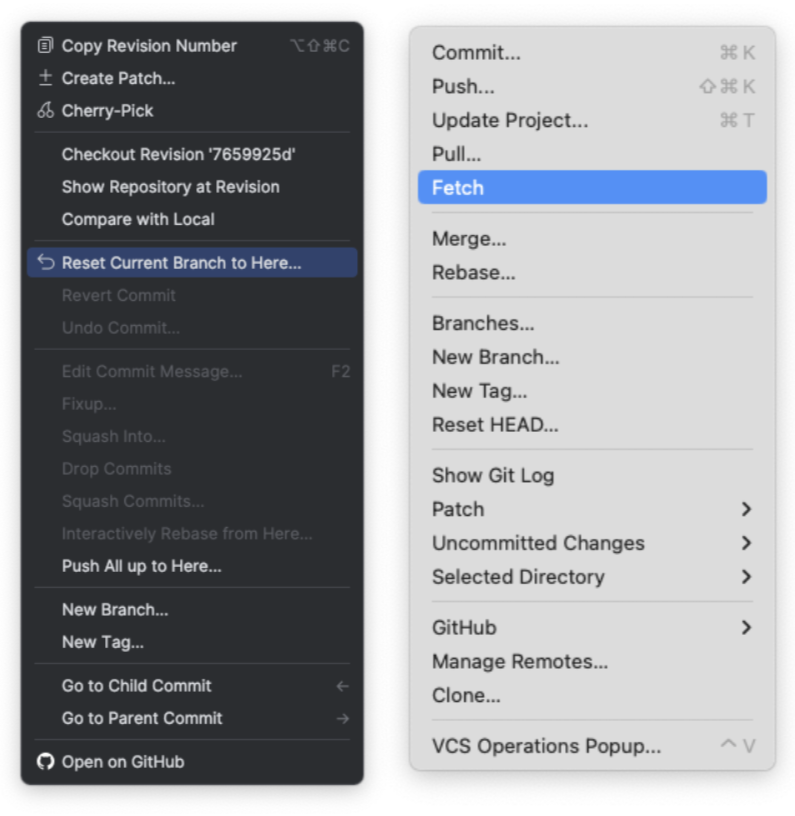 Copy Revision Number ⌥⇧⌘C
Create Patch...
Cherry-Pick
Checkout Revision '7659925d'
Show Repository at Revision
Compare with Local
Reset Current Branch to Here...
Revert Commit
Undo Commit...
Edit Commit Message... F2
Fixup...
Squash Into...
Drop Commits
Squash Commits...
Interactively Rebase from Here...
Push All up to Here...
New Branch...
New Tag...
Go to Child Commit ←
Go to Parent Commit →
Open on GitHub
Commit... ⌘K
Push... ⇧⌘K
Update Project... ⌘T
Pull...
Fetch
Merge...
Rebase...
Branches...
New Branch...
New Tag...
Reset HEAD...
Show Git Log
Patch
Uncommitted Changes
Selected Directory
GitHub
Manage Remotes...
Clone...
VCS Operations Popup... ^V